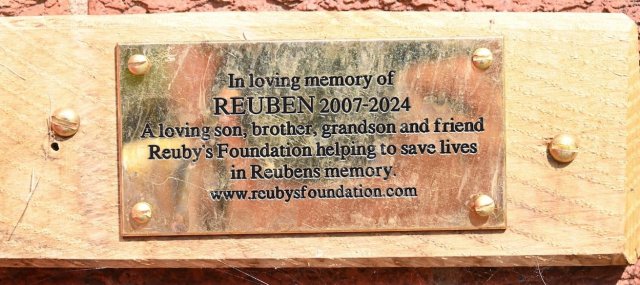 In loving memory of
REUBEN 2007-2024
A loving son, brother, grandson and friend
Reuby's Foundation helping to save lives
in Reubens memory.
www.reubysfoundation.com